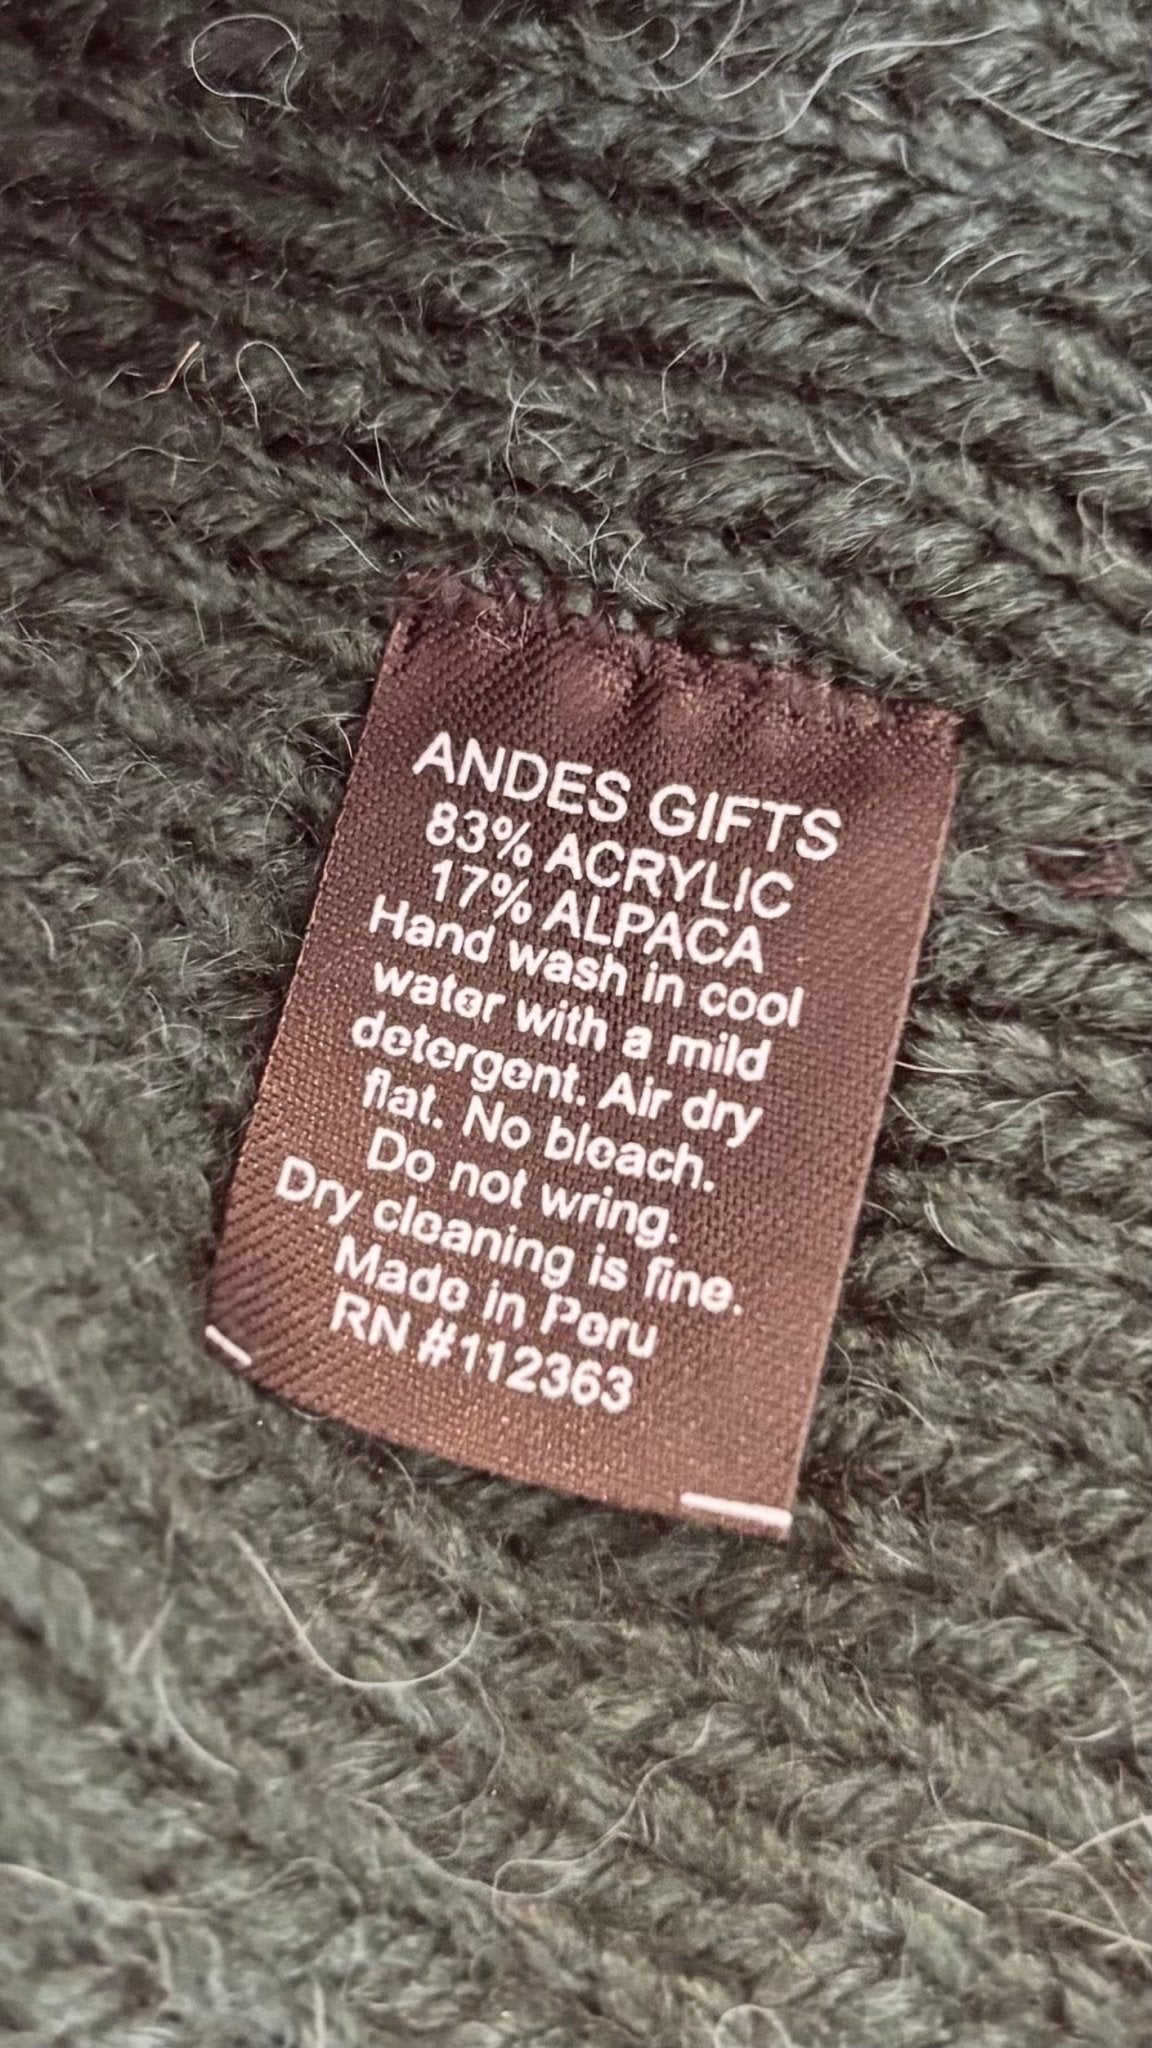 ANDES GIFTS
83% ACRYLIC
17% ALPACA
Hand wash in cool
water with a mild
detergent. Air dry
flat. No bleach.
Do not wring.
Dry cleaning is fine.
Made in Peru
RN #112363